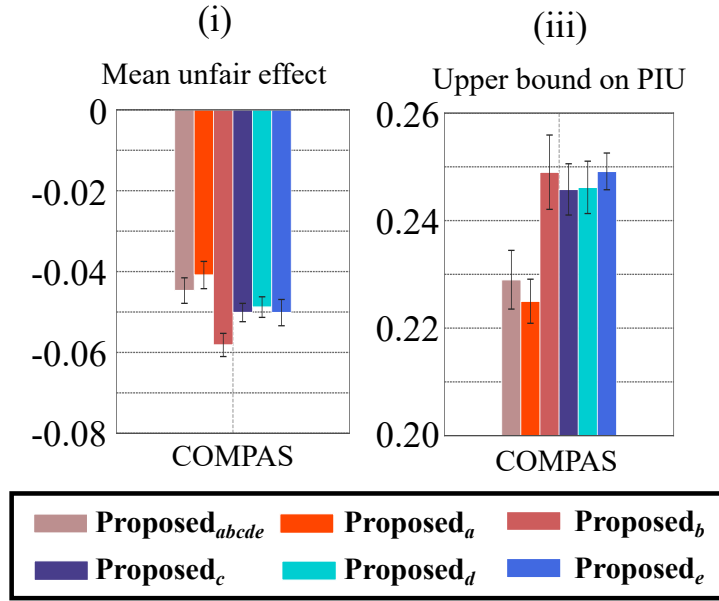 (i)
Mean unfair effect
0
-0.02
-0.04
-0.06
-0.08
COMPAS
(iii)
Upper bound on PIU
0.26
0.24
0.22
0.20
COMPAS
Proposed_abcde Proposed_a Proposed_b
Proposed_c Proposed_d Proposed_e